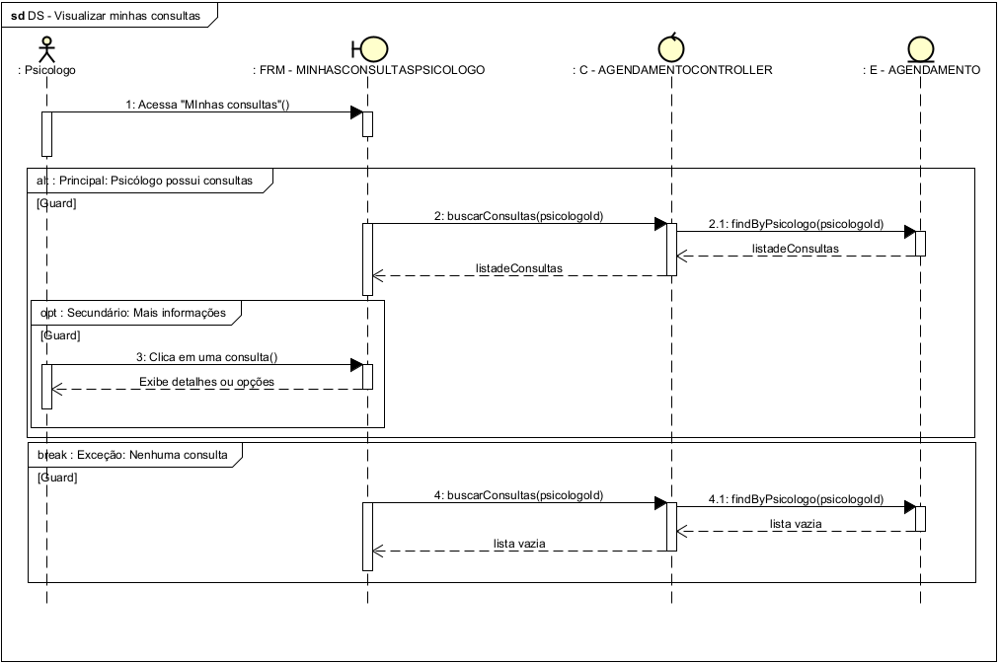 sd DS - Visualizar minhas consultas
: Psicologo
: FRM - MINHASCONSULTASPSICOLOGO
: C - AGENDAMENTOCONTROLLER
: E - AGENDAMENTO
1: Acessa "MInhas consultas"()
alt : Principal: Psicólogo possui consultas
[Guard]
2: buscarConsultas(psicologoId)
2.1: findByPsicologo(psicologoId)
listadeConsultas
listadeConsultas
opt : Secundário: Mais informações
[Guard]
3: Clica em uma consulta()
Exibe detalhes ou opções
break : Exceção: Nenhuma consulta
[Guard]
4: buscarConsultas(psicologoId)
4.1: findByPsicologo(psicologoId)
lista vazia
lista vazia